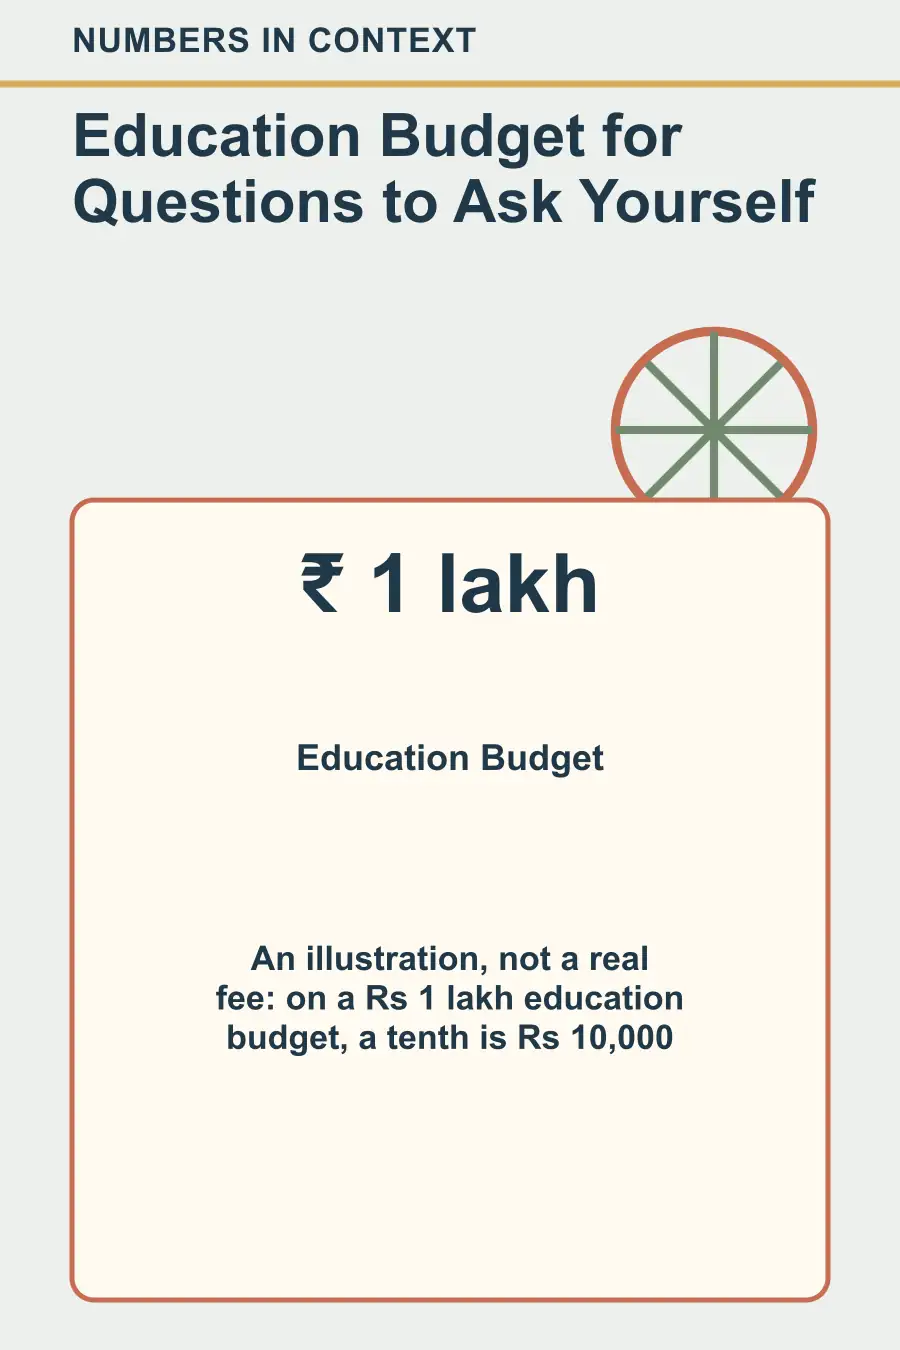 NUMBERS IN CONTEXT
Education Budget for
Questions to Ask Yourself
₹ 1 lakh
Education Budget
An illustration, not a real
fee: on a Rs 1 lakh education
budget, a tenth is Rs 10,000